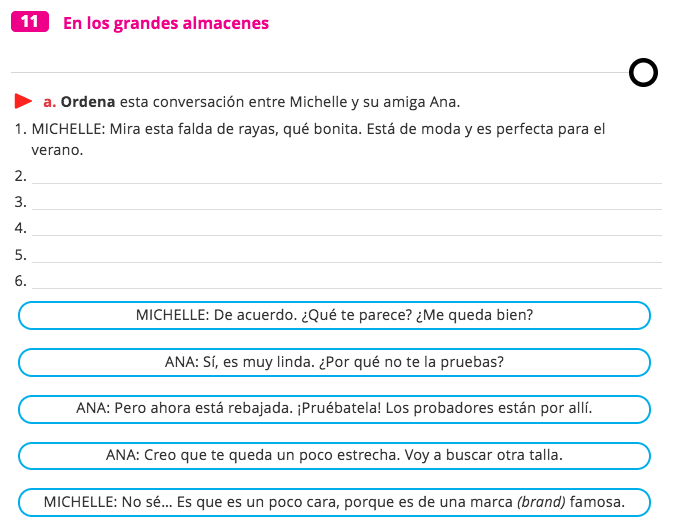 11 En los grandes almacenes
a. Ordena esta conversación entre Michelle y su amiga Ana.
1. MICHELLE: Mira esta falda de rayas, qué bonita. Está de moda y es perfecta para el
verano.
2.
3.
4.
5.
6.
MICHELLE: De acuerdo. ¿Qué te parece? ¿Me queda bien?
ANA: Sí, es muy linda. ¿Por qué no te la pruebas?
ANA: Pero ahora está rebajada. ¡Pruébatela! Los probadores están por allí.
ANA: Creo que te queda un poco estrecha. Voy a buscar otra talla.
MICHELLE: No sé... Es que es un poco cara, porque es de una marca (brand) famosa.